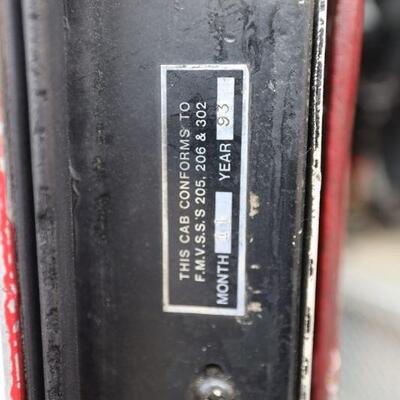 THIS CAB CONFORMS TO
F.M.V.S.S.'S 205, 206 & 302
MONTH YEAR 93